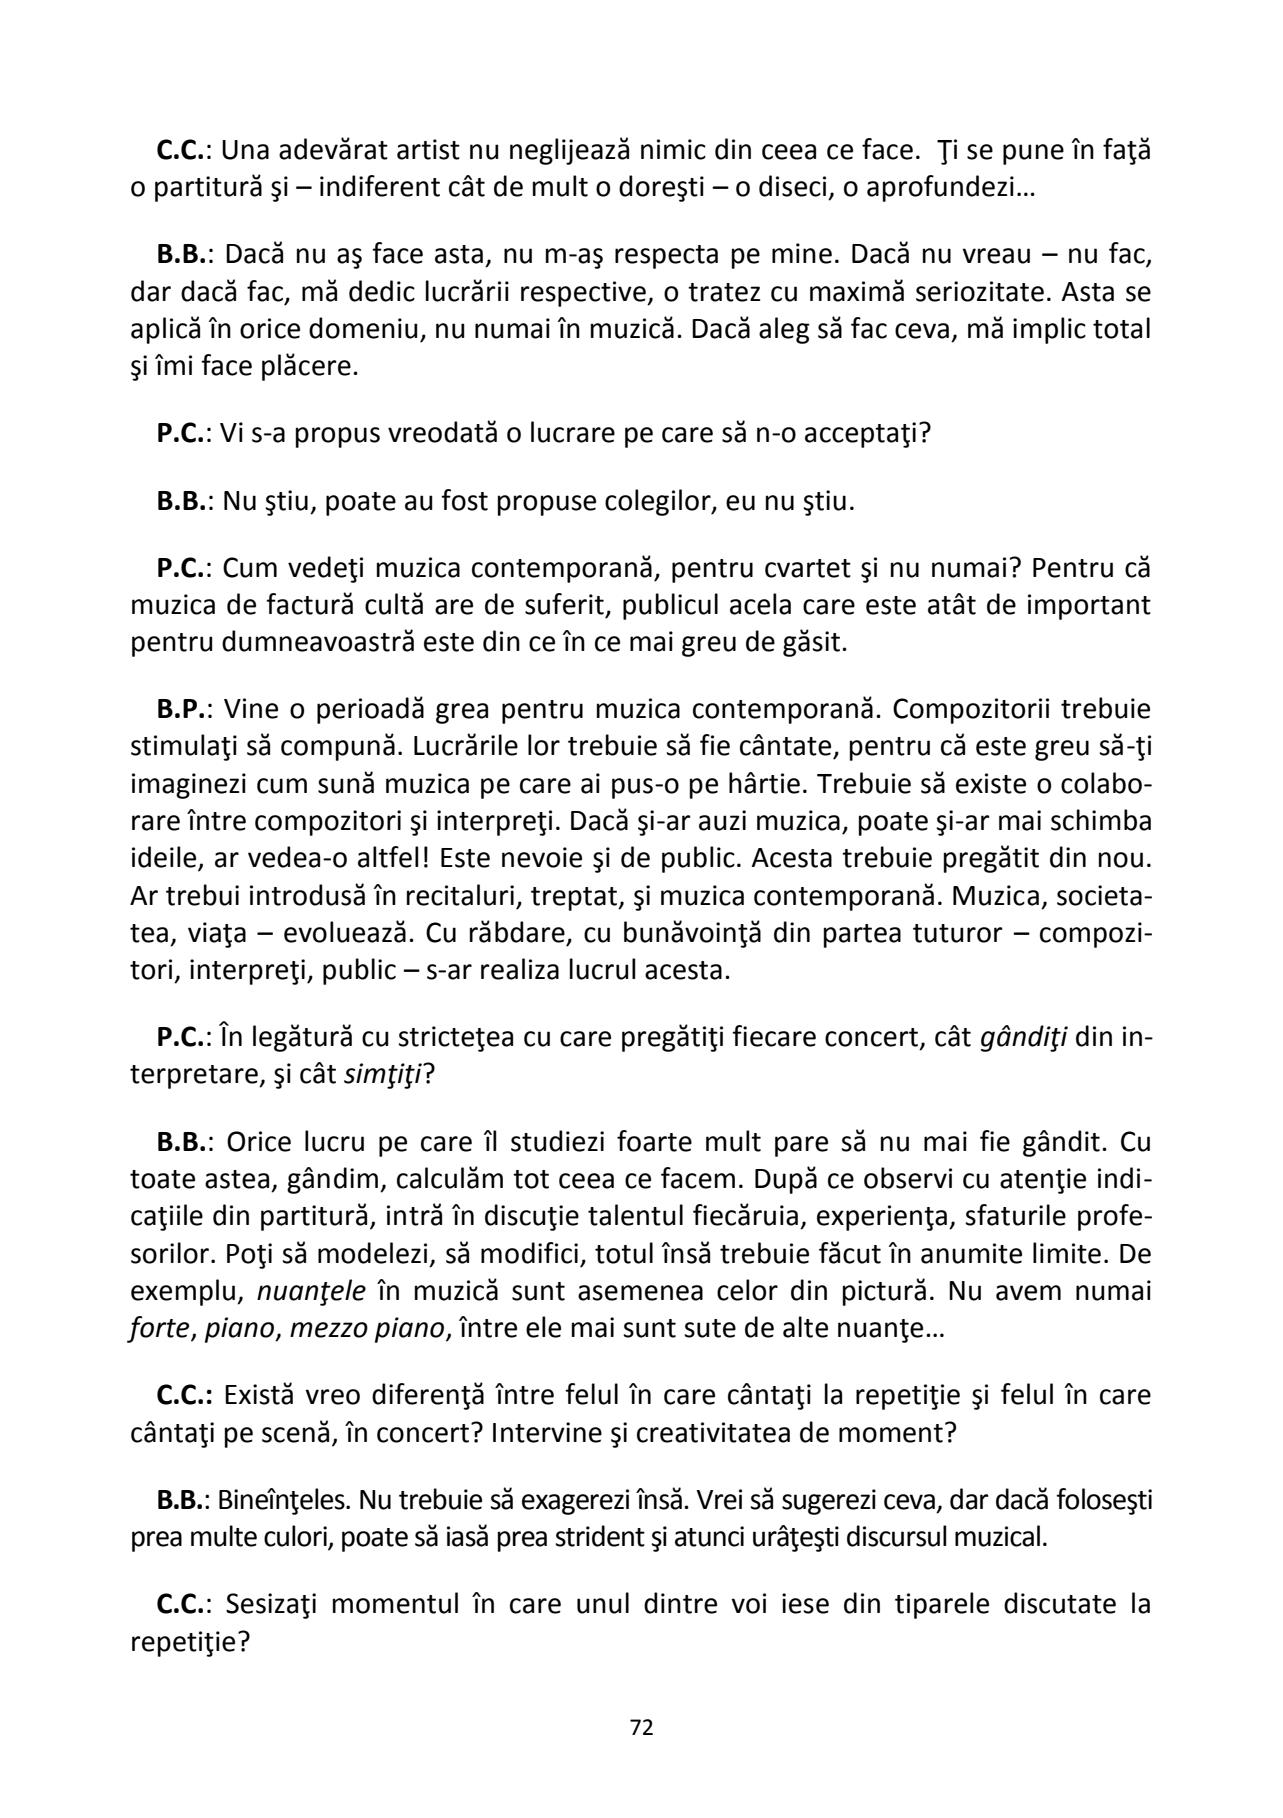 C.C.: Una adevărat artist nu neglijează nimic din ceea ce face.  Ţi se pune în faţă
o partitură şi – indiferent cât de mult o doreşti – o diseci, o aprofundezi…
B.B.: Dacă nu aş face asta, nu m-aş respecta pe mine. Dacă nu vreau – nu fac,
dar dacă fac, mă dedic lucrării respective, o tratez cu maximă seriozitate. Asta se
aplică în orice domeniu, nu numai în muzică. Dacă aleg să fac ceva, mă implic total
şi îmi face plăcere.
P.C.: Vi s-a propus vreodată o lucrare pe care să n-o acceptaţi?
B.B.: Nu ştiu, poate au fost propuse colegilor, eu nu ştiu.
P.C.: Cum vedeţi muzica contemporană, pentru cvartet şi nu numai? Pentru că
muzica de factură cultă are de suferit, publicul acela care este atât de important
pentru dumneavoastră este din ce în ce mai greu de găsit.
B.P.: Vine o perioadă grea pentru muzica contemporană. Compozitorii trebuie
stimulaţi să compună. Lucrările lor trebuie să fie cântate, pentru că este greu să-ţi
imaginezi cum sună muzica pe care ai pus-o pe hârtie. Trebuie să existe o colabo-
rare între compozitori şi interpreţi. Dacă şi-ar auzi muzica, poate şi-ar mai schimba
ideile, ar vedea-o altfel! Este nevoie şi de public. Acesta trebuie pregătit din nou.
Ar trebui introdusă în recitaluri, treptat, şi muzica contemporană. Muzica, societa-
tea, viaţa – evoluează. Cu răbdare, cu bunăvoinţă din partea tuturor – compozi-
tori, interpreţi, public – s-ar realiza lucrul acesta.
P.C.: În legătură cu stricteţea cu care pregătiţi fiecare concert, cât gândiţi din in-
terpretare, şi cât simţiţi?
B.B.: Orice lucru pe care îl studiezi foarte mult pare să nu mai fie gândit. Cu
toate astea, gândim, calculăm tot ceea ce facem. După ce observi cu atenţie indi-
caţiile din partitură, intră în discuţie talentul fiecăruia, experienţa, sfaturile profe-
sorilor. Poţi să modelezi, să modifici, totul însă trebuie făcut în anumite limite. De
exemplu, nuanţele în muzică sunt asemenea celor din pictură. Nu avem numai
forte, piano, mezzo piano, între ele mai sunt sute de alte nuanţe…
C.C.: Există vreo diferenţă între felul în care cântaţi la repetiţie şi felul în care
cântaţi pe scenă, în concert? Intervine şi creativitatea de moment?
B.B.: Bineînţeles. Nu trebuie să exagerezi însă. Vrei să sugerezi ceva, dar dacă foloseşti
prea multe culori, poate să iasă prea strident şi atunci urâţeşti discursul muzical.
C.C.: Sesizaţi momentul în care unul dintre voi iese din tiparele discutate la
repetiţie?
72